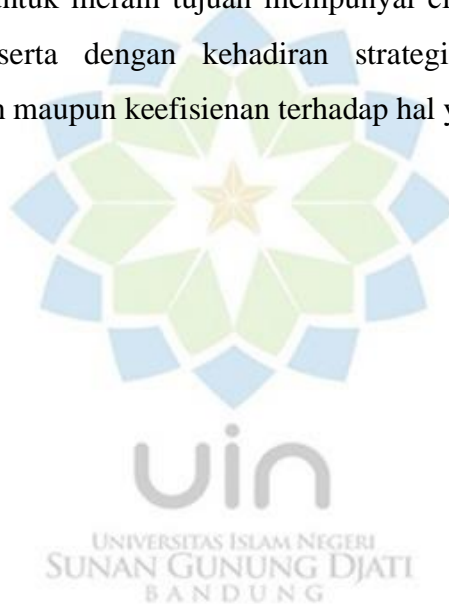 untuk meraih tujuan mempunyai
serta dengan kehadiran strategi
maupun keefisienan terhadap hal
uin
UNIVERSITAS ISLAM NEGERI
SUNAN GUNUNG DJATI
BANDUNG